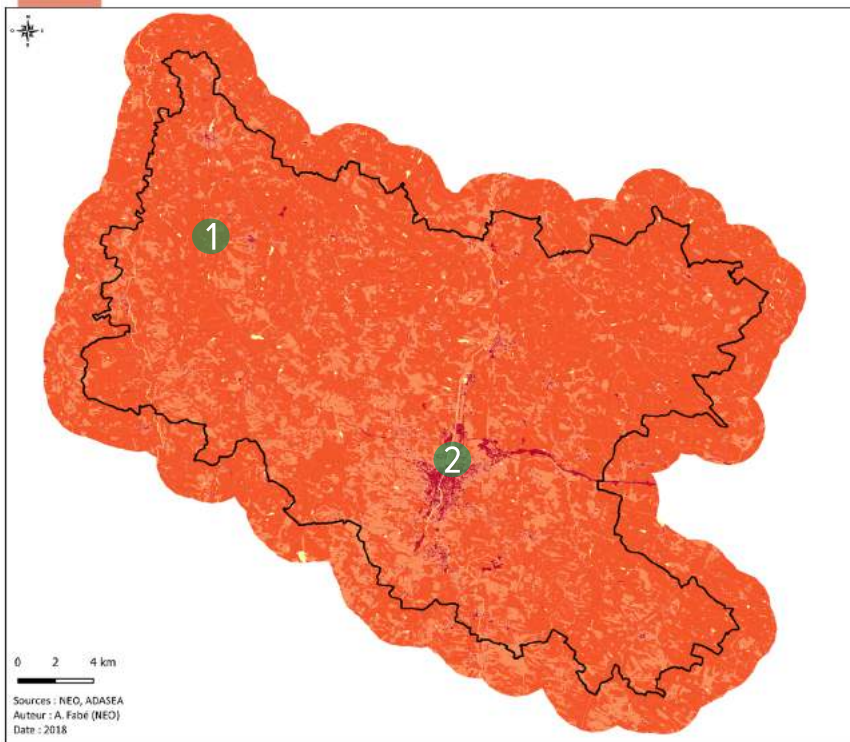 N
1
2
0 2 4 km
Sources : NEO, ADASEA
Auteur : A. Fabé (NEO)
Date : 2018